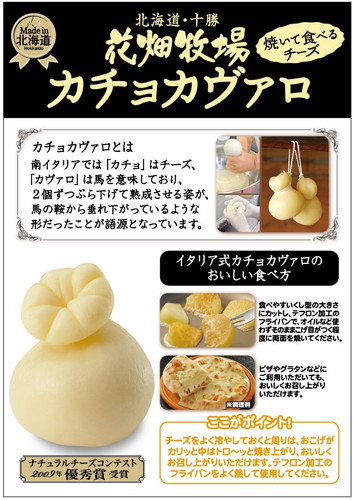 Made in
北海道
Hokkaido
北海道・十勝
花畑牧場
焼いて食べる
チーズ
カチョカヴァロ
カチョカヴァロとは
南イタリアでは「カチョ」はチーズ、
「カヴァロ」は馬を意味しており、
2個ずつぶら下げて熟成させる姿が、
馬の鞍から垂れ下がっているような
形だったことが語源となっています。
イタリア式カチョカヴァロの
おいしい食べ方
食べやすいくし型の大きさ
にカットし、テフロン加工の
フライパンで、オイルなど使
わずそのままこげ目がつく程
度に両面を焼いてください。
ピザやグラタンなどに
ご利用いただいても、
おいしくお召し上がり
いただけます。
※調理例
ここがポイント!
チーズをよく冷やしておくと周りは、おこげが
カリッと中はトロ〜ッと焼き上がり、おいしく
お召し上がりいただけます。テフロン加工の
フライパンをよく熱して使用してください。
ナチュラルチーズコンテスト
2009年 優秀賞 受賞